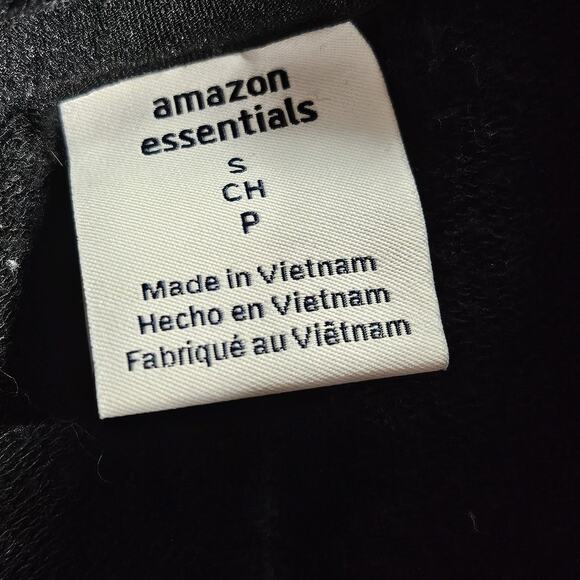 amazon
essentials
S
CH
P
Made in Vietnam
Hecho en Vietnam
Fabriqué au Viêtnam